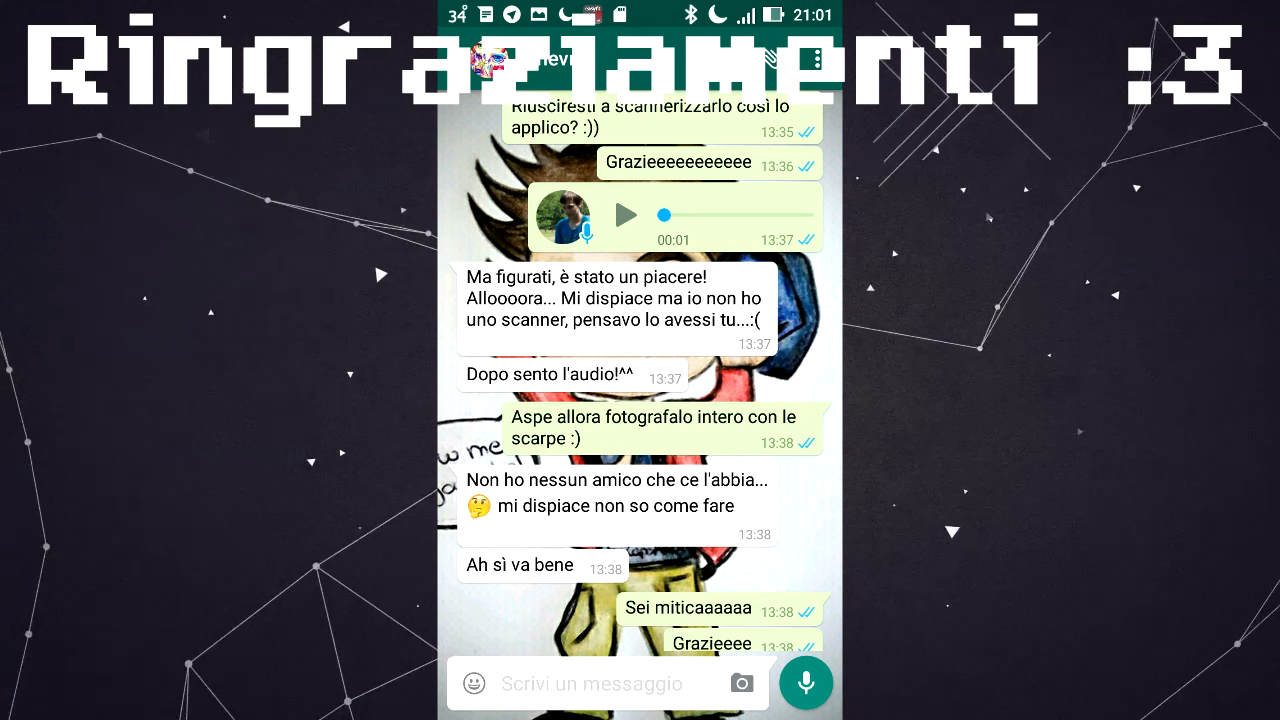 34°
21:01
Ringraziamenti :3
Riusciresti a scannerizzarlo così lo
applico? :))
13:35
Grazieeeeeeeeeee
13:36
00:01
13:37
Ma figurati, è stato un piacere!
Alloooora... Mi dispiace ma io non ho
uno scanner, pensavo lo avessi tu...:(
13:37
Dopo sento l'audio!^^
13:37
Aspe allora fotografalo intero con le
scarpe :)
13:38
Non ho nessun amico che ce l'abbia...
🤔 mi dispiace non so come fare
13:38
Ah sì va bene
13:38
Sei miticaaaaaa
13:38
Grazieeee
13:38
Scrivi un messaggio